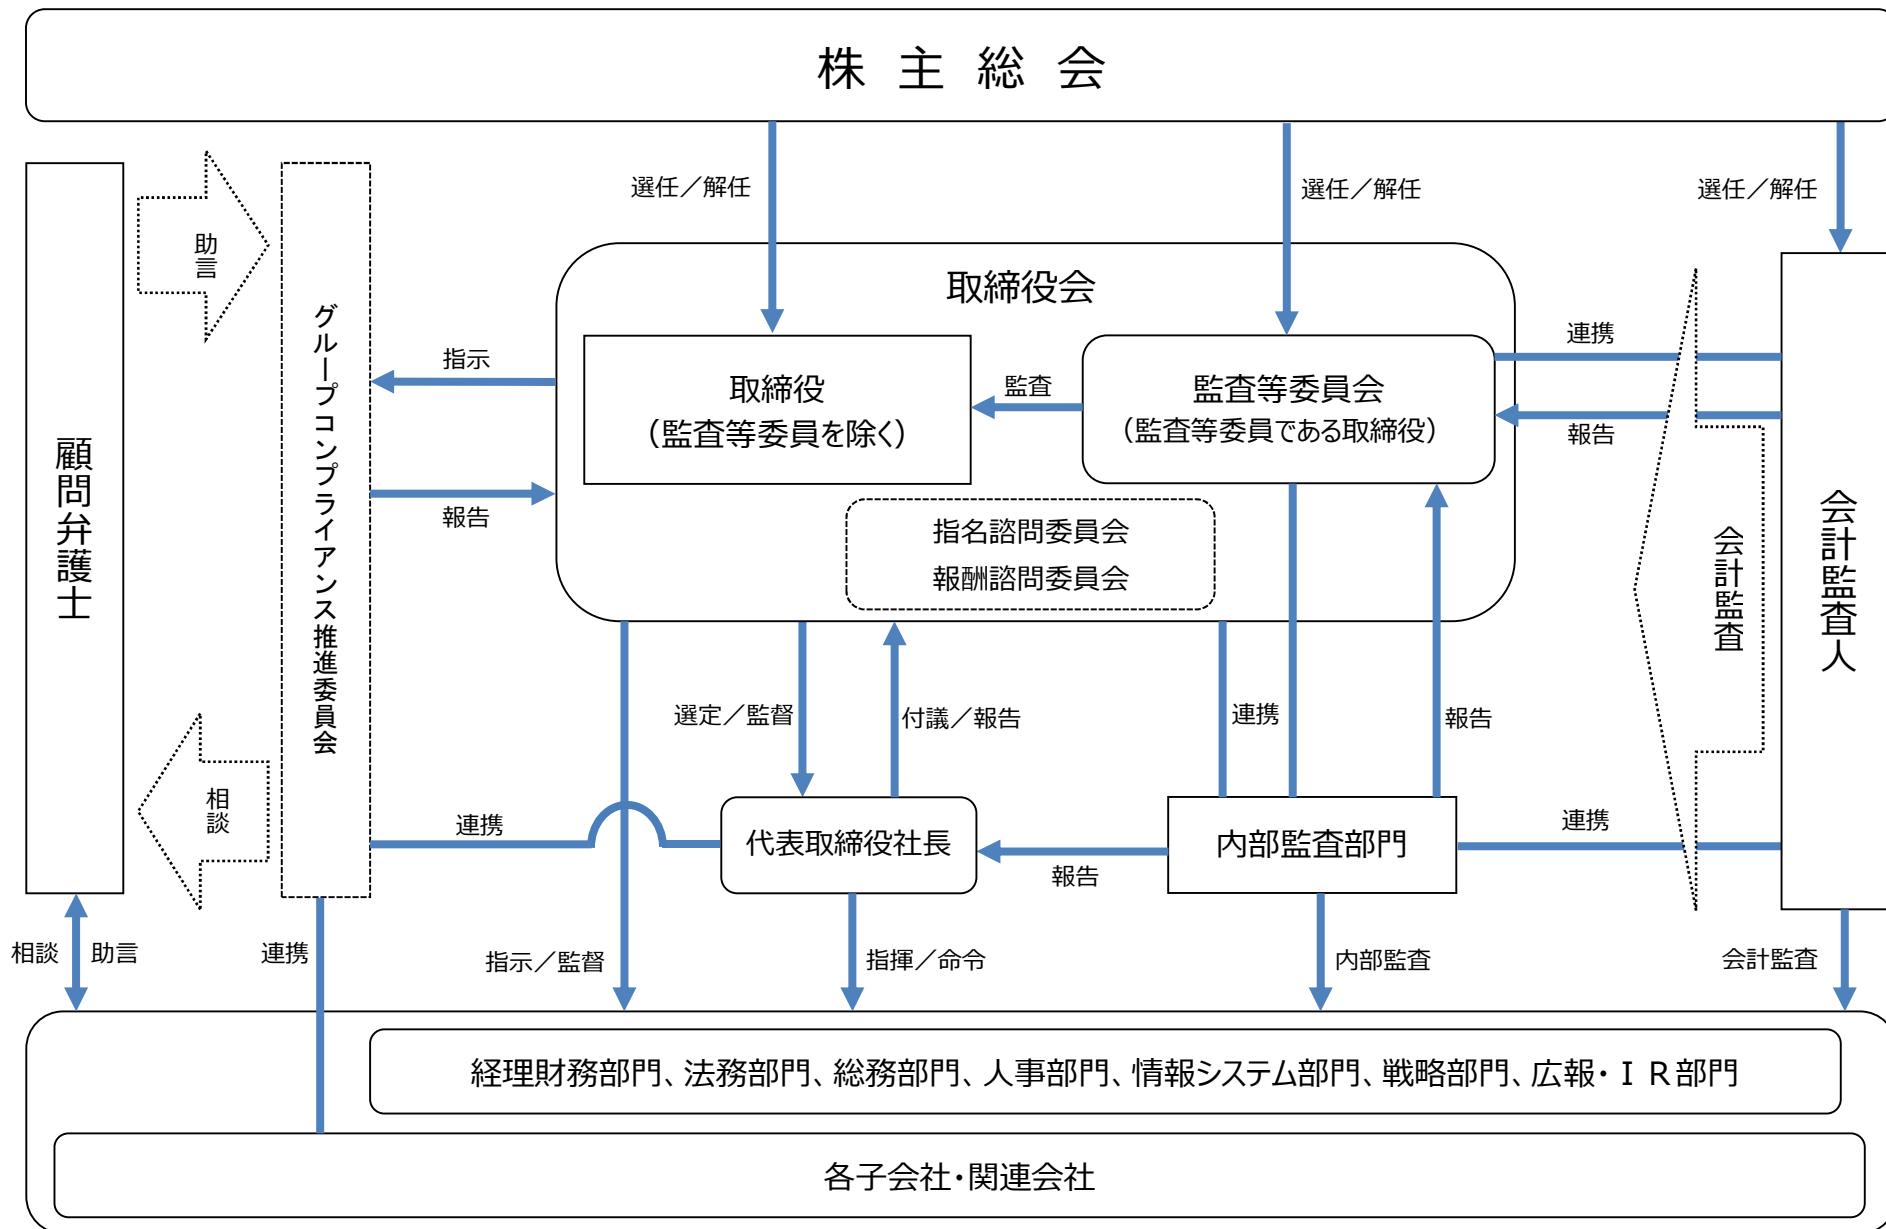 株 主 総 会
選任／解任
選任／解任
選任／解任
助言
取締役会
顧問弁護士
グループコンプライアンス推進委員会
指示
報告
取締役
（監査等委員を除く）
監査
監査等委員会
（監査等委員である取締役）
連携
報告
指名諮問委員会
報酬諮問委員会
会計監査
会計監査人
選定／監督
付議／報告
連携
報告
相談
連携
代表取締役社長
報告
内部監査部門
連携
相談
助言
連携
指示／監督
指揮／命令
内部監査
会計監査
経理財務部門、法務部門、総務部門、人事部門、情報システム部門、戦略部門、広報・ＩＲ部門
各子会社・関連会社